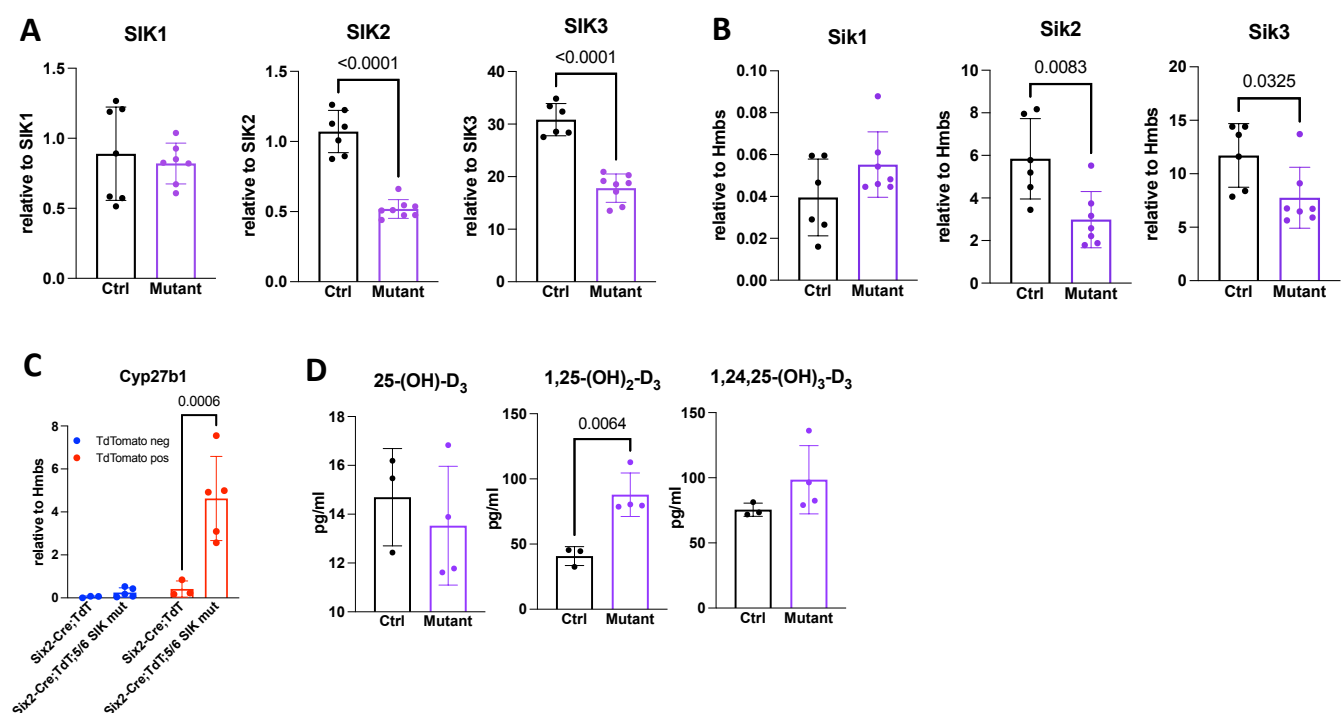 A
SIK1
relative to SIK1
1.5
1.0
0.5
0.0
Ctrl Mutant
SIK2
<0.0001
relative to SIK2
1.5
1.0
0.5
0.0
Ctrl Mutant
SIK3
<0.0001
relative to SIK3
40
30
20
10
0
Ctrl Mutant
B
Sik1
relative to Hmbs
0.10
0.08
0.06
0.04
0.02
0.00
Ctrl Mutant
Sik2
0.0083
relative to Hmbs
10
8
6
4
2
0
Ctrl Mutant
Sik3
0.0325
relative to Hmbs
20
15
10
5
0
Ctrl Mutant
C
Cyp27b1
0.0006
TdTomato neg
TdTomato pos
relative to Hmbs
8
6
4
2
0
Six2-Cre;TdT
Six2-Cre;TdT;5/6 SIK mut
Six2-Cre;TdT
Six2-Cre;TdT;5/6 SIK mut
D
25-(OH)-D₃
pg/ml
18
16
14
12
10
Ctrl Mutant
1,25-(OH)₂-D₃
0.0064
pg/ml
150
100
50
0
Ctrl Mutant
1,24,25-(OH)₃-D₃
pg/ml
150
100
50
0
Ctrl Mutant